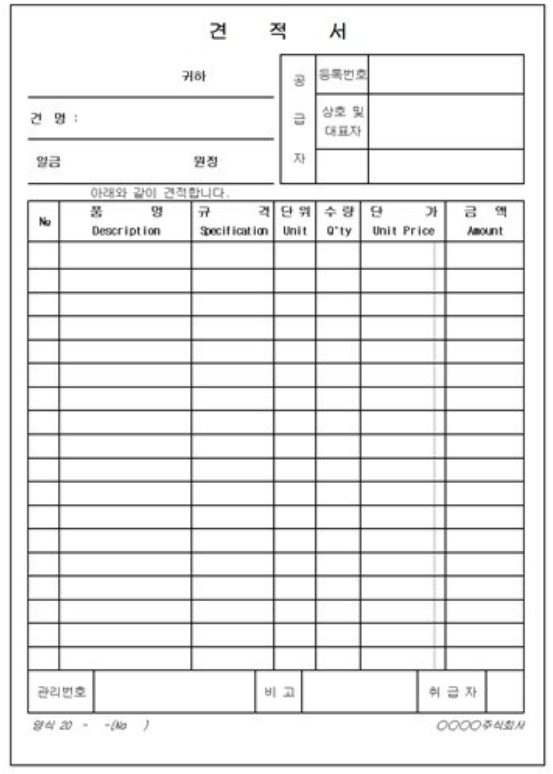 견 적 서
귀하
건 명 :
일금 원정
아래와 같이 견적합니다.
공급자
등록번호
상호 및
대표자
No
품 명
Description
규 격
Specification
단 위
Unit
수 량
Q'ty
단 가
Unit Price
금 액
Amount
관리번호
비 고
취 급 자
양식 20 - -(No )
○○○○주식회사